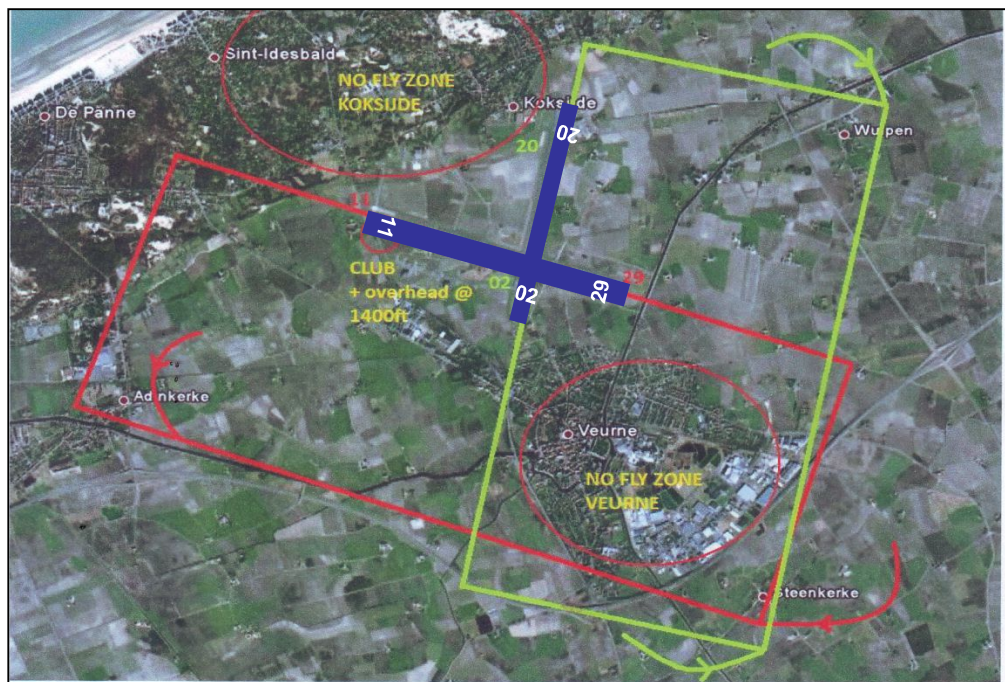 Sint-Idesbald
NO FLY ZONE
KOKSIJDE
De Panne
Koksijde
20
20
Wulpen
11
11
CLUB
+ overhead @
1400ft
02
02
29
29
Adinkerke
Veurne
NO FLY ZONE
VEURNE
Steenkerke